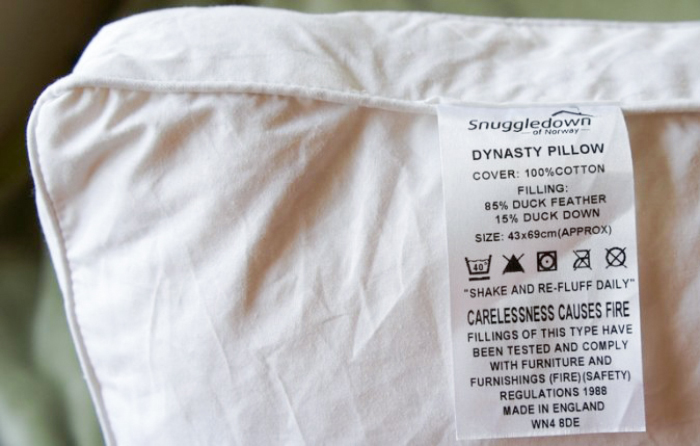 Snuggledown
of Norway
DYNASTY PILLOW
COVER: 100%COTTON
FILLING:
85% DUCK FEATHER
15% DUCK DOWN
SIZE: 43x69cm(APPROX)
40°
"SHAKE AND RE-FLUFF DAILY"
CARELESSNESS CAUSES FIRE
FILLINGS OF THIS TYPE HAVE
BEEN TESTED AND COMPLY
WITH FURNITURE AND
FURNISHINGS (FIRE)(SAFETY)
REGULATIONS 1988
MADE IN ENGLAND
WN4 8DE